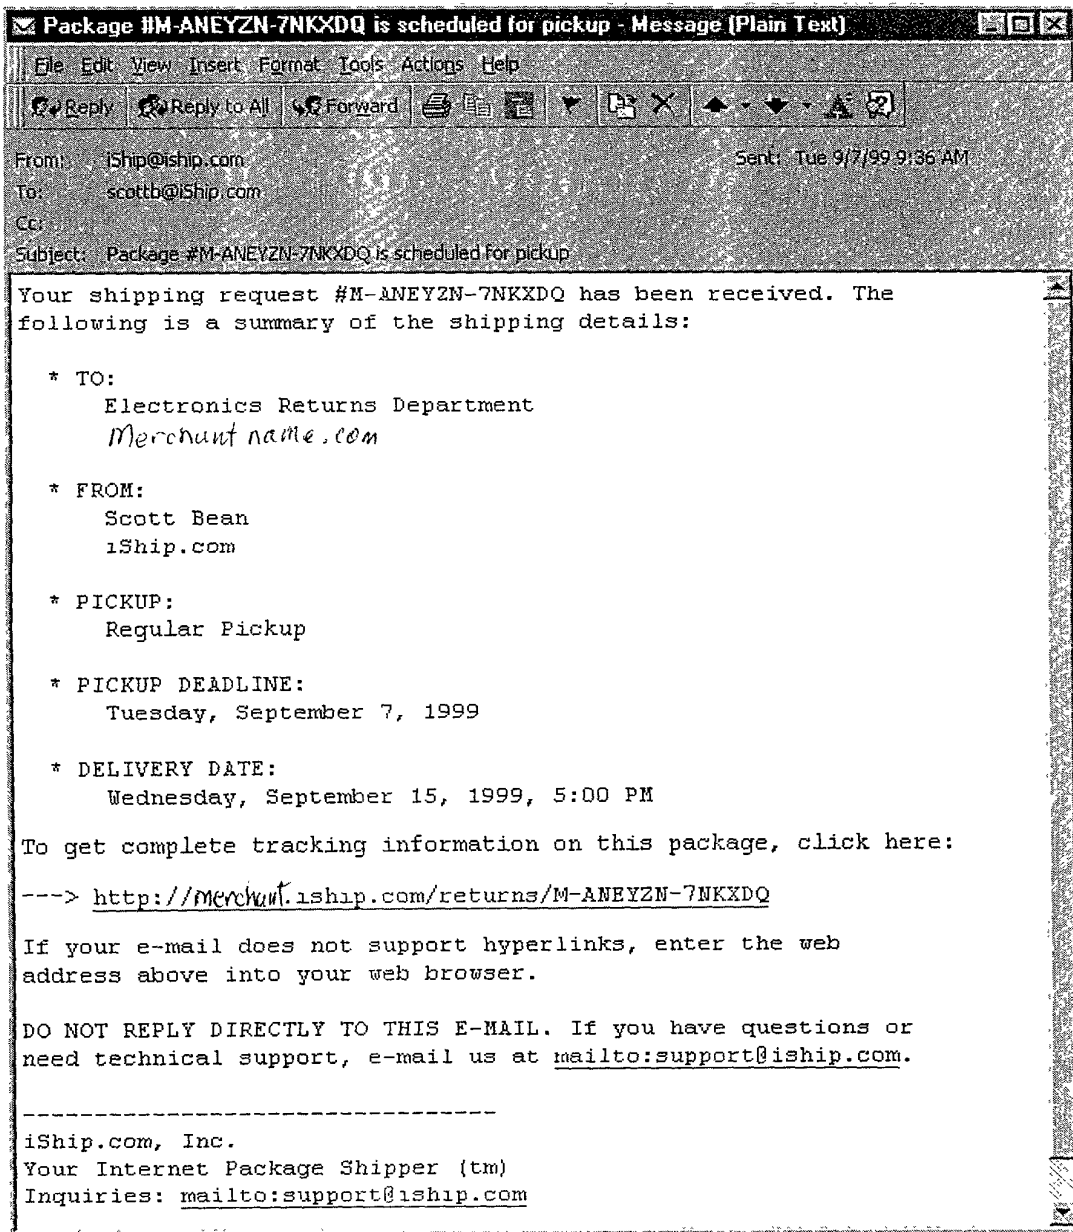 Package #M-ANEYZN-7NKXDQ is scheduled for pickup - Message (Plain Text)
File Edit View Insert Format Tools Actions Help
Reply Reply to All Forward
From: iShip@iship.com Sent: Tue 9/7/99 9:36 AM
To: scottb@iShip.com
Cc:
Subject: Package #M-ANEYZN-7NKXDQ is scheduled for pickup
Your shipping request #M-ANEYZN-7NKXDQ has been received. The
following is a summary of the shipping details:
* TO:
Electronics Returns Department
Merchant name.com
* FROM:
Scott Bean
iShip.com
* PICKUP:
Regular Pickup
* PICKUP DEADLINE:
Tuesday, September 7, 1999
* DELIVERY DATE:
Wednesday, September 15, 1999, 5:00 PM
To get complete tracking information on this package, click here:
---> http://merchant.iship.com/returns/M-ANEYZN-7NKXDQ
If your e-mail does not support hyperlinks, enter the web
address above into your web browser.
DO NOT REPLY DIRECTLY TO THIS E-MAIL. If you have questions or
need technical support, e-mail us at mailto:support@iship.com.
---------------------------------
iShip.com, Inc.
Your Internet Package Shipper (tm)
Inquiries: mailto:support@iship.com